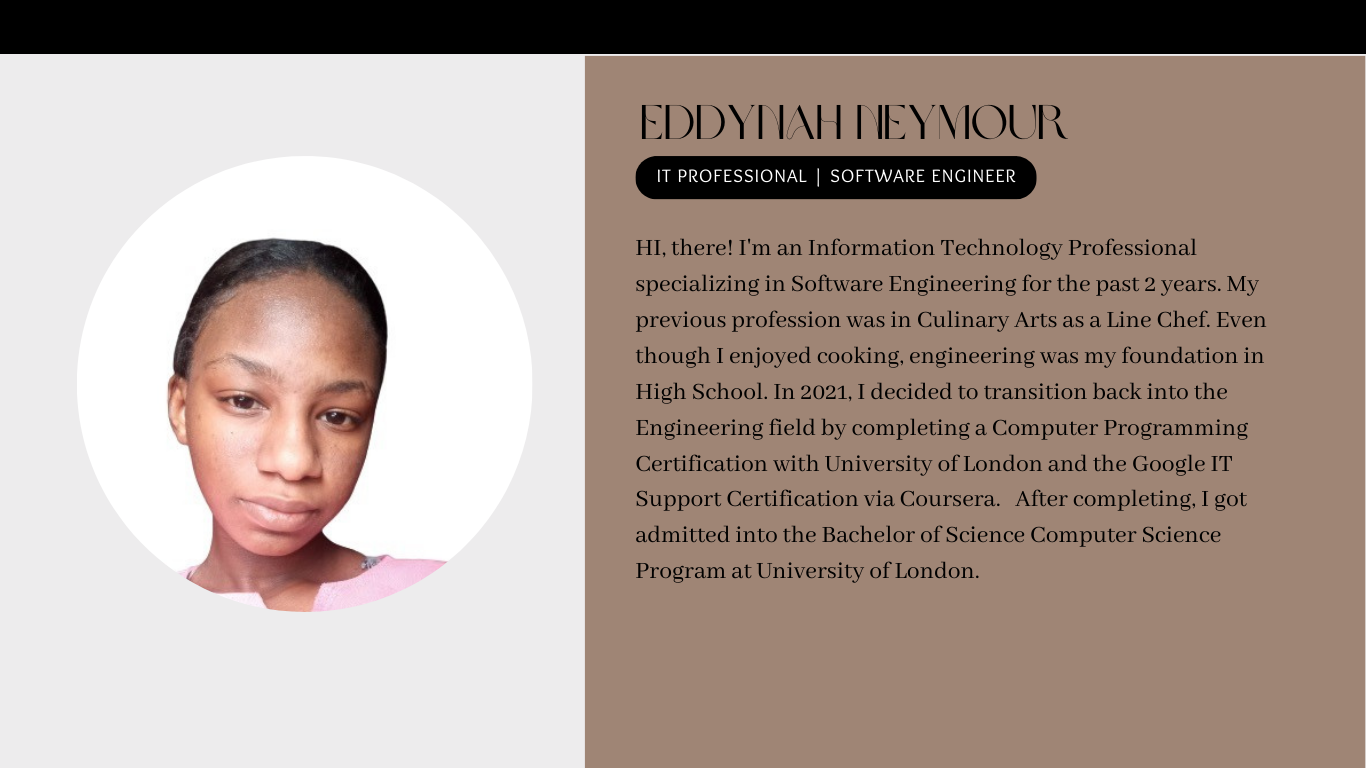 EDDYNAH NEYMOUR
IT PROFESSIONAL | SOFTWARE ENGINEER
HI, there! I'm an Information Technology Professional
specializing in Software Engineering for the past 2 years. My
previous profession was in Culinary Arts as a Line Chef. Even
though I enjoyed cooking, engineering was my foundation in
High School. In 2021, I decided to transition back into the
Engineering field by completing a Computer Programming
Certification with University of London and the Google IT
Support Certification via Coursera.   After completing, I got
admitted into the Bachelor of Science Computer Science
Program at University of London.